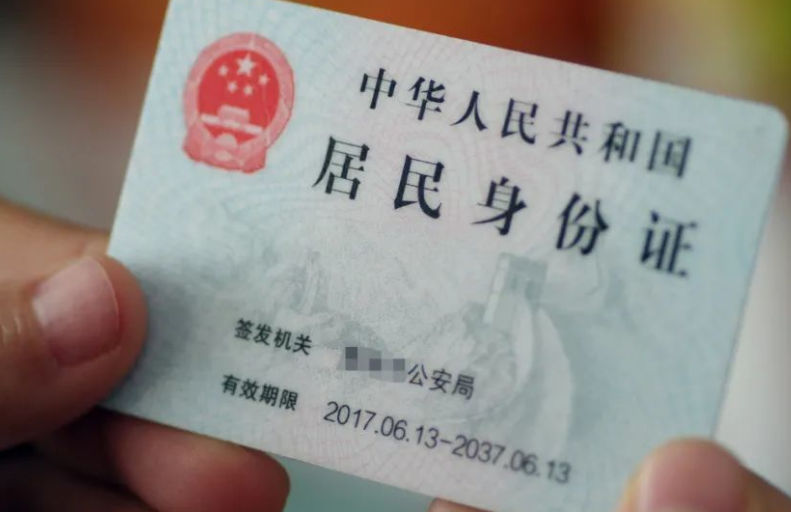 中华人民共和国
居民身份证
签发机关 公安局
有效期限 2017.06.13-2037.06.13